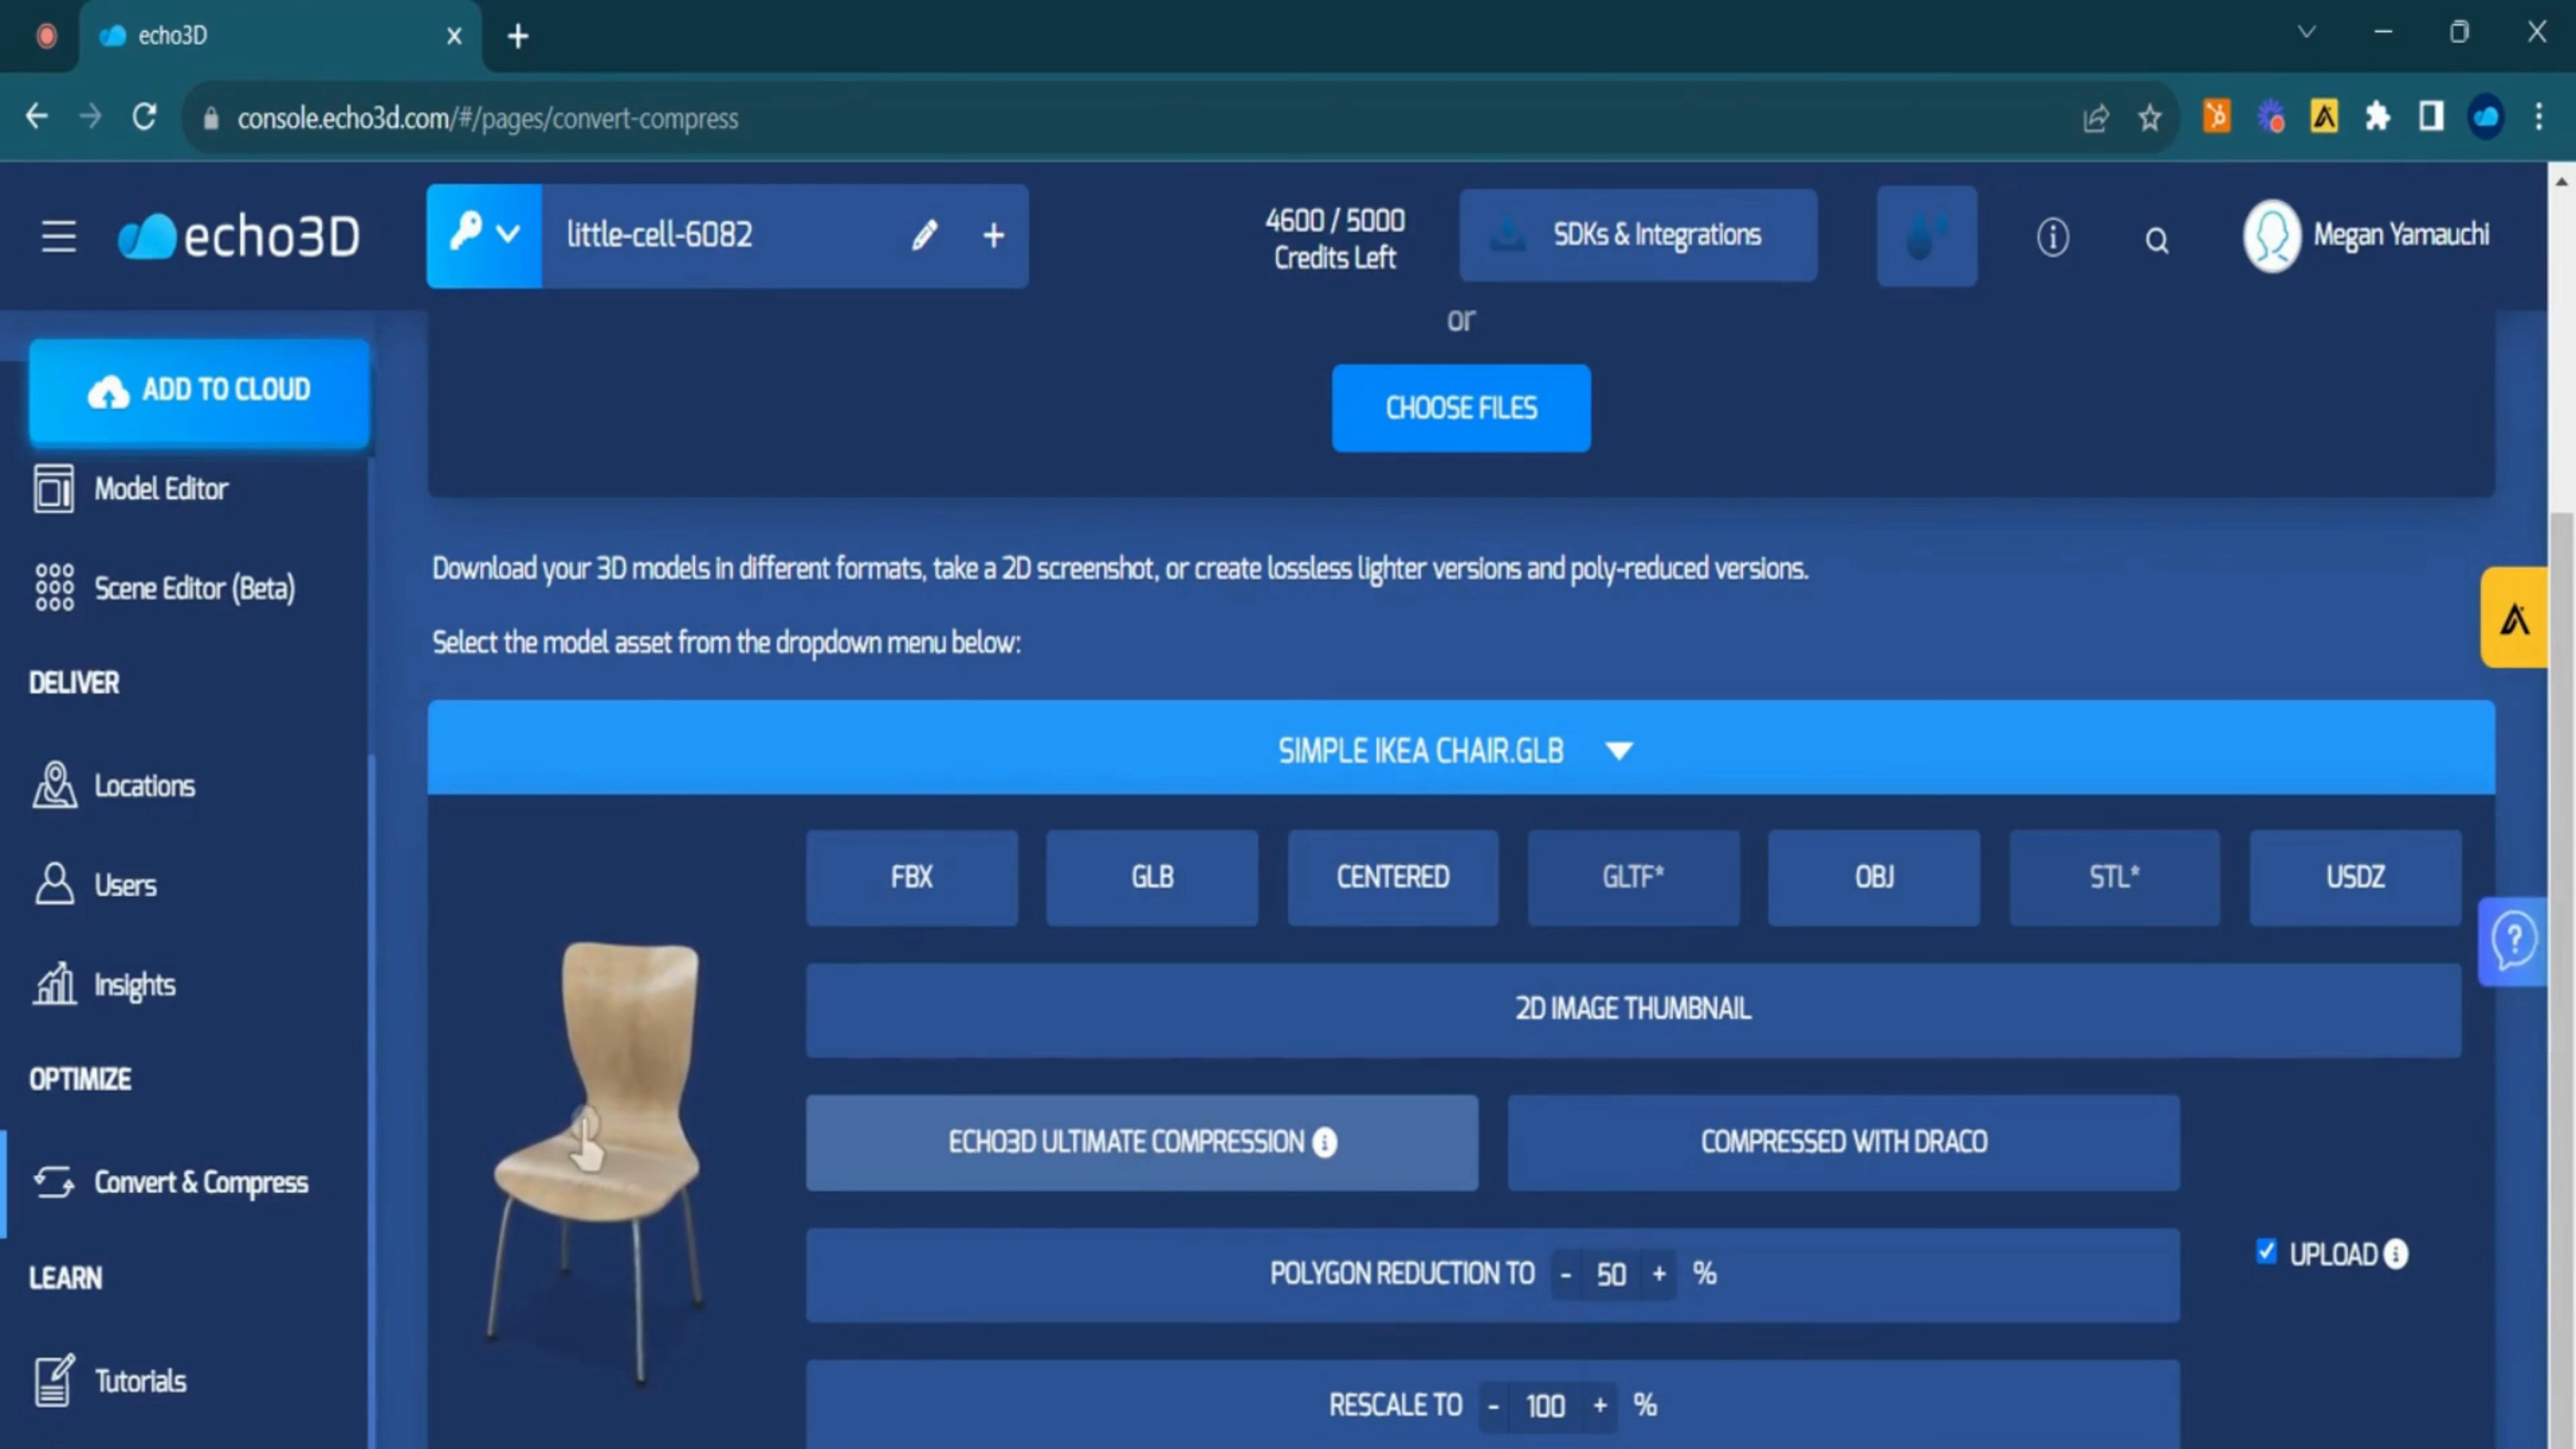 echo3D
console.echo3d.com/#/pages/convert-compress
echo3D
little-cell-6082
4600 / 5000
Credits Left
SDKs & Integrations
Megan Yamauchi
or
ADD TO CLOUD
CHOOSE FILES
Model Editor
Scene Editor (Beta)
DELIVER
Locations
Users
Insights
OPTIMIZE
Convert & Compress
LEARN
Tutorials
Download your 3D models in different formats, take a 2D screenshot, or create lossless lighter versions and poly-reduced versions.
Select the model asset from the dropdown menu below:
SIMPLE IKEA CHAIR.GLB
FBX
GLB
CENTERED
GLTF*
OBJ
STL*
USDZ
2D IMAGE THUMBNAIL
ECHO3D ULTIMATE COMPRESSION
COMPRESSED WITH DRACO
POLYGON REDUCTION TO - 50 + %
UPLOAD
RESCALE TO - 100 + %